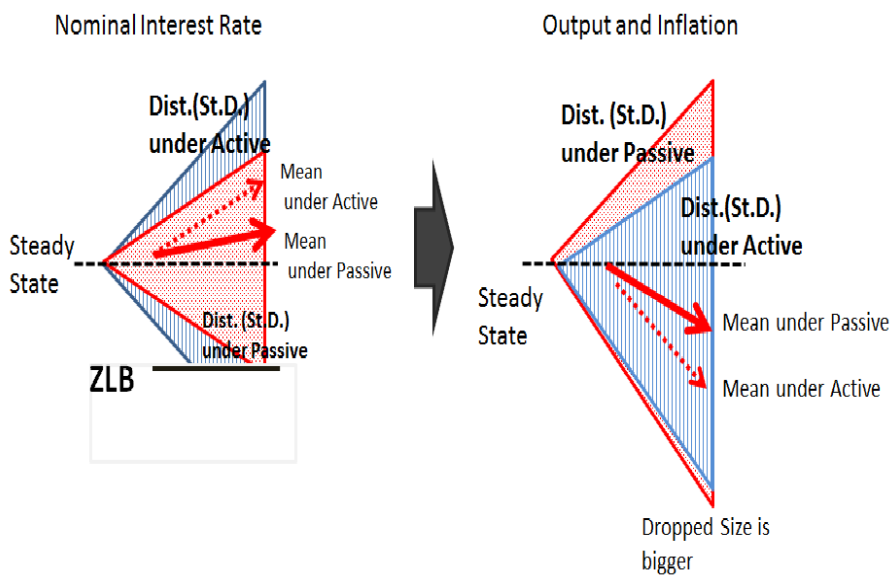 Nominal Interest Rate
Dist.(St.D.)
under Active
Mean
under Active
Mean
under Passive
Steady
State
Dist. (St.D.)
under Passive
ZLB
Output and Inflation
Dist. (St.D.)
under Passive
Dist.(St.D.)
under Active
Steady
State
Mean under Passive
Mean under Active
Dropped Size is
bigger